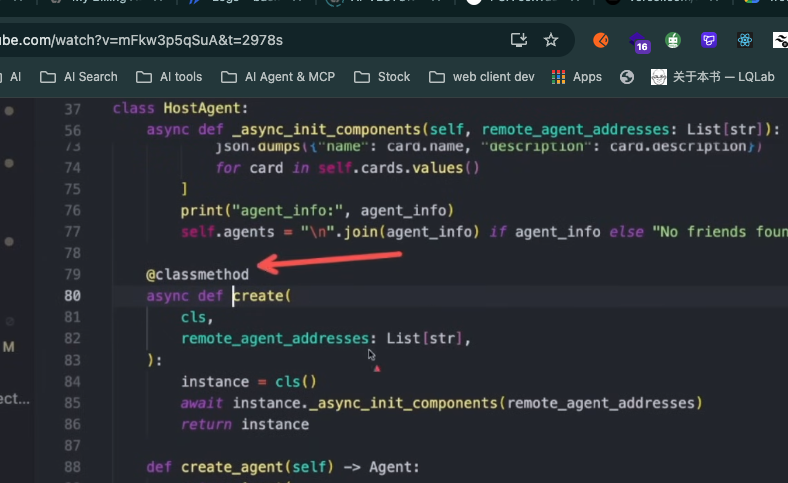 be.com/watch?v=mFkw3p5qSuA&t=2978s
16
AI
AI Search
AI tools
AI Agent & MCP
Stock
web client dev
Apps
关于本书 — LQLab
37 class HostAgent:
56 async def _async_init_components(self, remote_agent_addresses: List[str]):
73 json.dumps({"name": card.name, "description": card.description})
74 for card in self.cards.values()
75 ]
76 print("agent_info:", agent_info)
77 self.agents = "\n".join(agent_info) if agent_info else "No friends foun
78
79 @classmethod
80 async def create(
81 cls,
82 remote_agent_addresses: List[str],
83 ):
84 instance = cls()
85 await instance._async_init_components(remote_agent_addresses)
86 return instance
87
88 def create_agent(self) -> Agent:
M
ect...